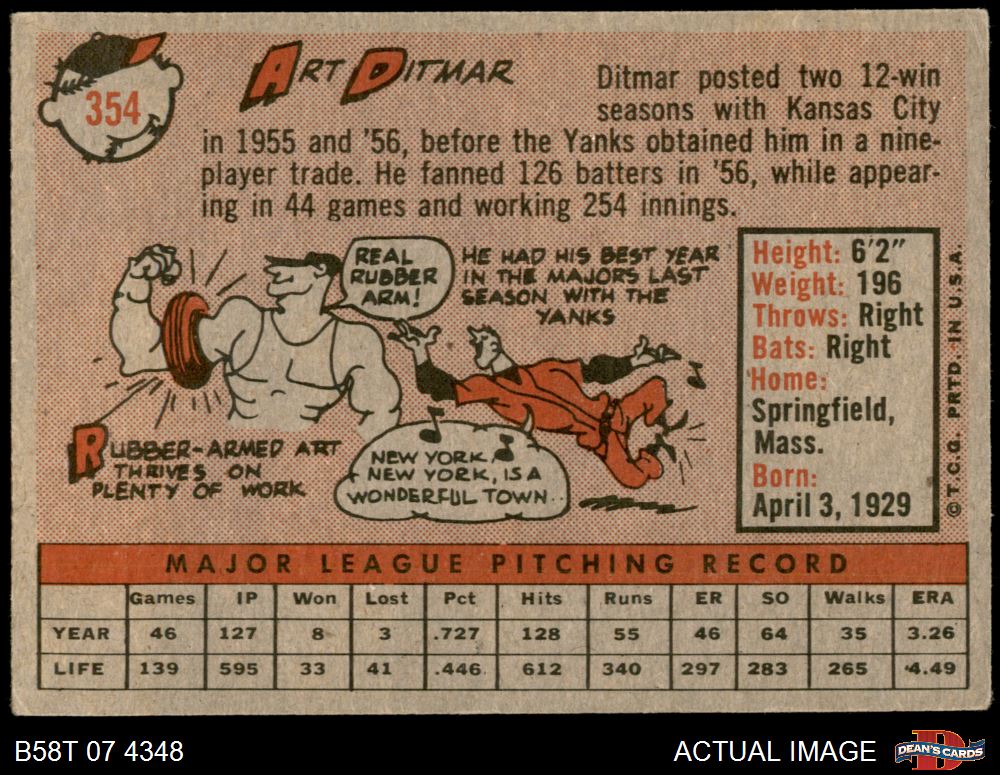 354
ART DITMAR
Ditmar posted two 12-win
seasons with Kansas City
in 1955 and '56, before the Yanks obtained him in a nine-
player trade. He fanned 126 batters in '56, while appear-
ing in 44 games and working 254 innings.
REAL
RUBBER
ARM!
HE HAD HIS BEST YEAR
IN THE MAJORS LAST
SEASON WITH THE
YANKS
RUBBER-ARMED ART
THRIVES ON
PLENTY OF WORK
NEW YORK
NEW YORK, IS A
WONDERFUL TOWN..
Height: 6'2"
Weight: 196
Throws: Right
Bats: Right
Home:
Springfield,
Mass.
Born:
April 3, 1929
© T.C.G. PRTD. IN U.S.A.
MAJOR LEAGUE PITCHING RECORD
Games IP Won Lost Pct Hits Runs ER SO Walks ERA
YEAR 46 127 8 3 .727 128 55 46 64 35 3.26
LIFE 139 595 33 41 .446 612 340 297 283 265 4.49
B58T 07 4348
ACTUAL IMAGE
DEAN'S CARDS